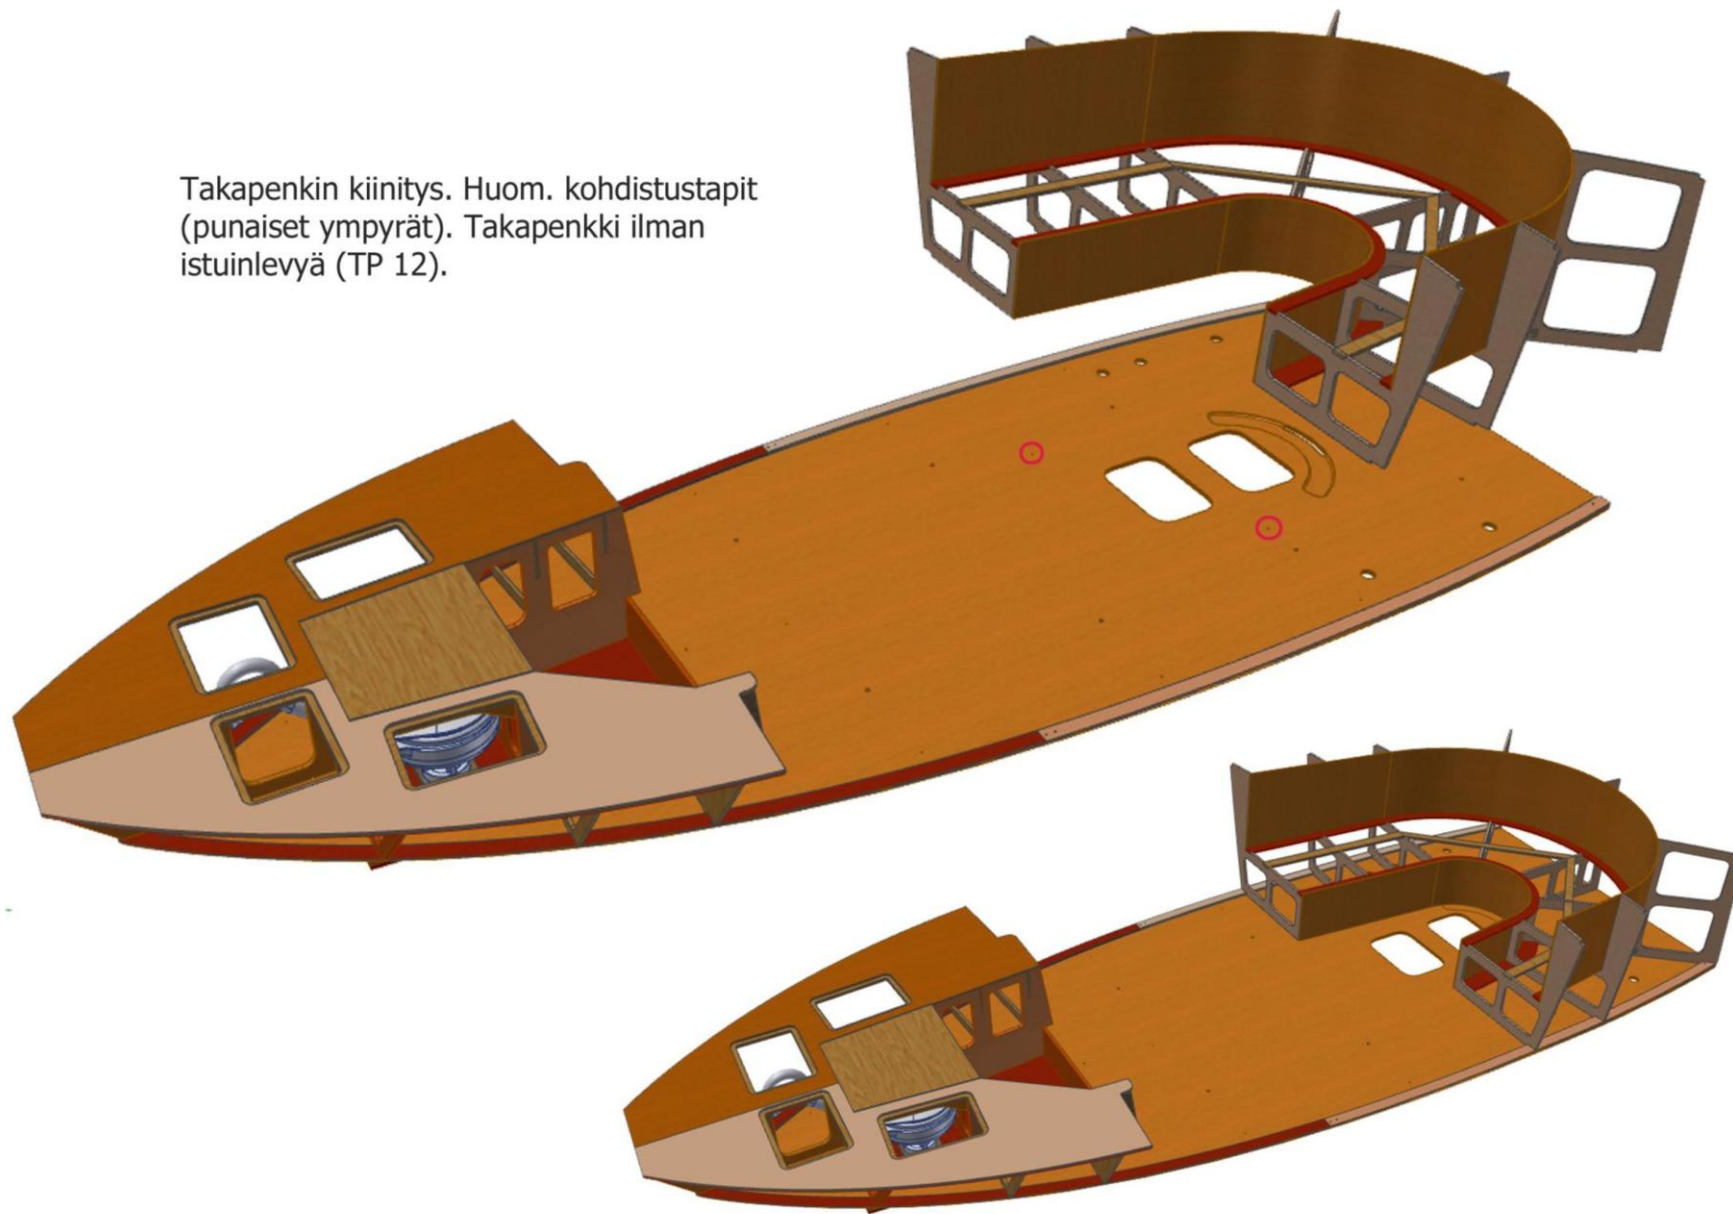 Takapenkin kiinitys. Huom. kohdistustapit
(punaiset ympyrät). Takapenkki ilman
istuinlevyä (TP 12).